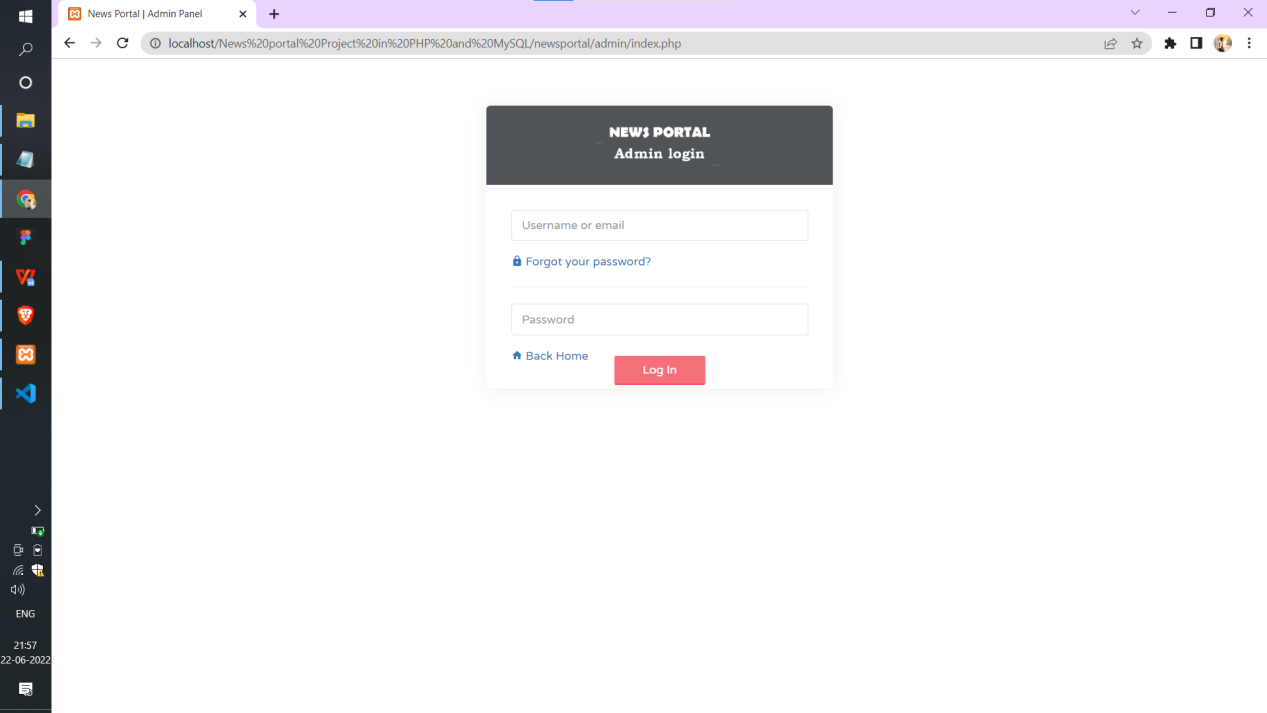 News Portal | Admin Panel
localhost/News%20portal%20Project%20in%20PHP%20and%20MySQL/newsportal/admin/index.php
NEWS PORTAL
Admin login
Username or email
Forgot your password?
Password
Back Home
Log In
ENG
21:57
22-06-2022